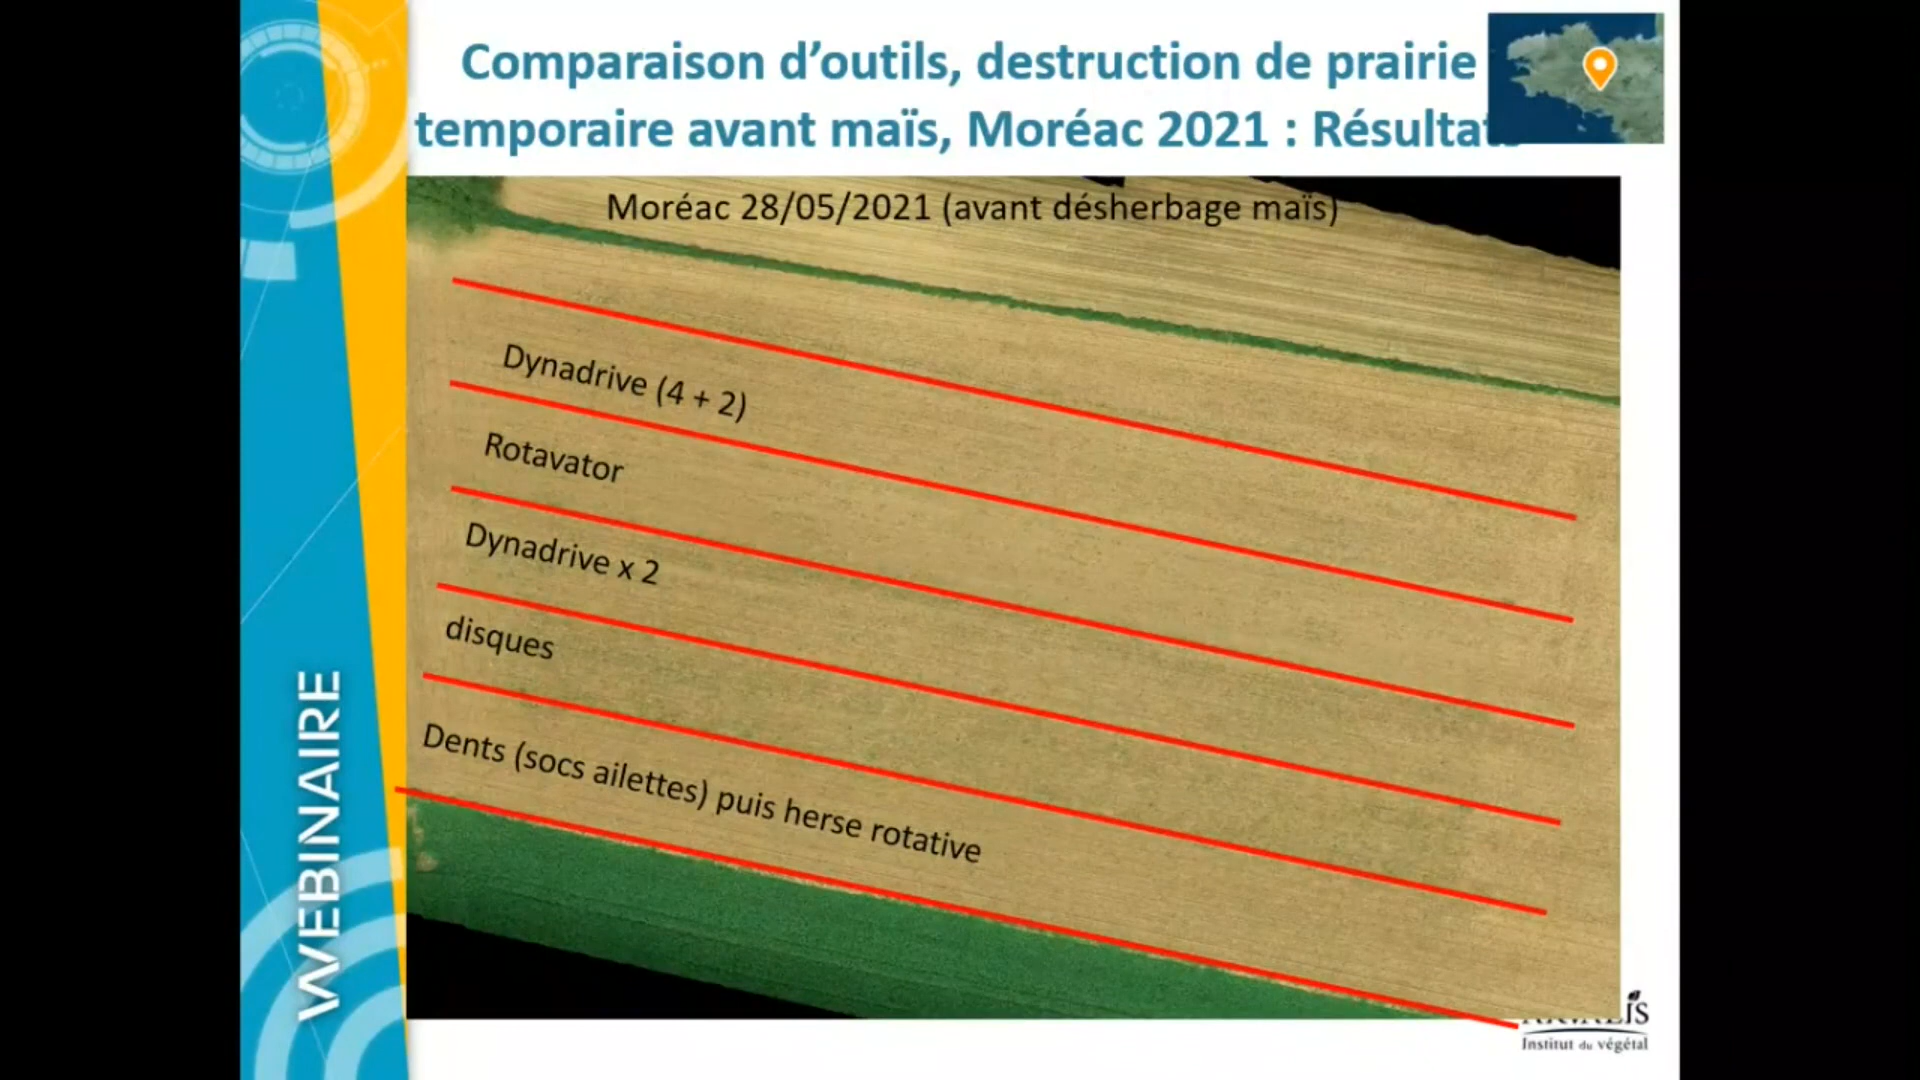 Comparaison d'outils, destruction de prairie
temporaire avant maïs, Moréac 2021 : Résultats
Moréac 28/05/2021 (avant désherbage maïs)
Dynadrive (4 + 2)
Rotavator
Dynadrive x 2
disques
Dents (socs ailettes) puis herse rotative
WEBINAIRE
Institut du végétal